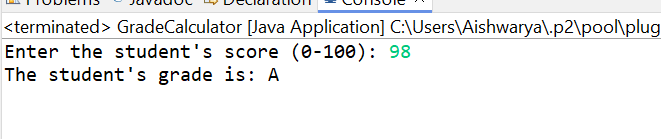 Problems Javadoc Declaration Console
<terminated> GradeCalculator [Java Application] C:\Users\Aishwarya\.p2\pool\plug
Enter the student's score (0-100): 98
The student's grade is: A